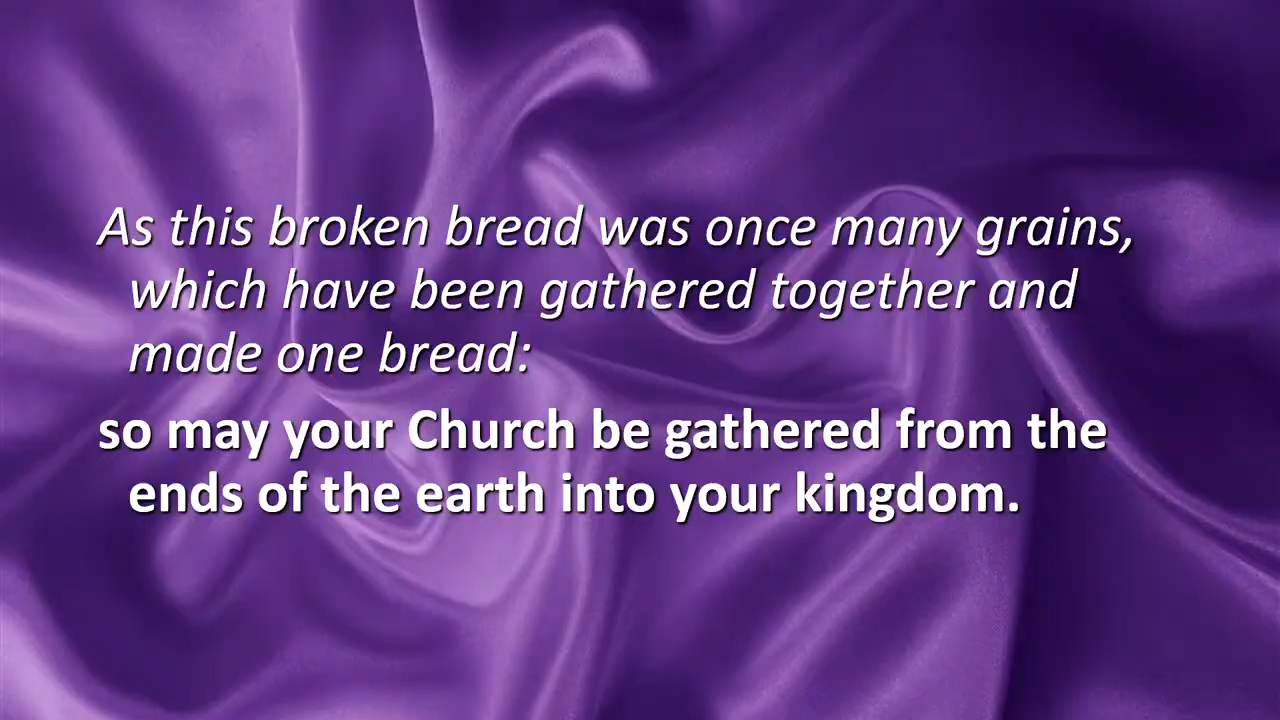 As this broken bread was once many grains,
which have been gathered together and
made one bread:
so may your Church be gathered from the
ends of the earth into your kingdom.